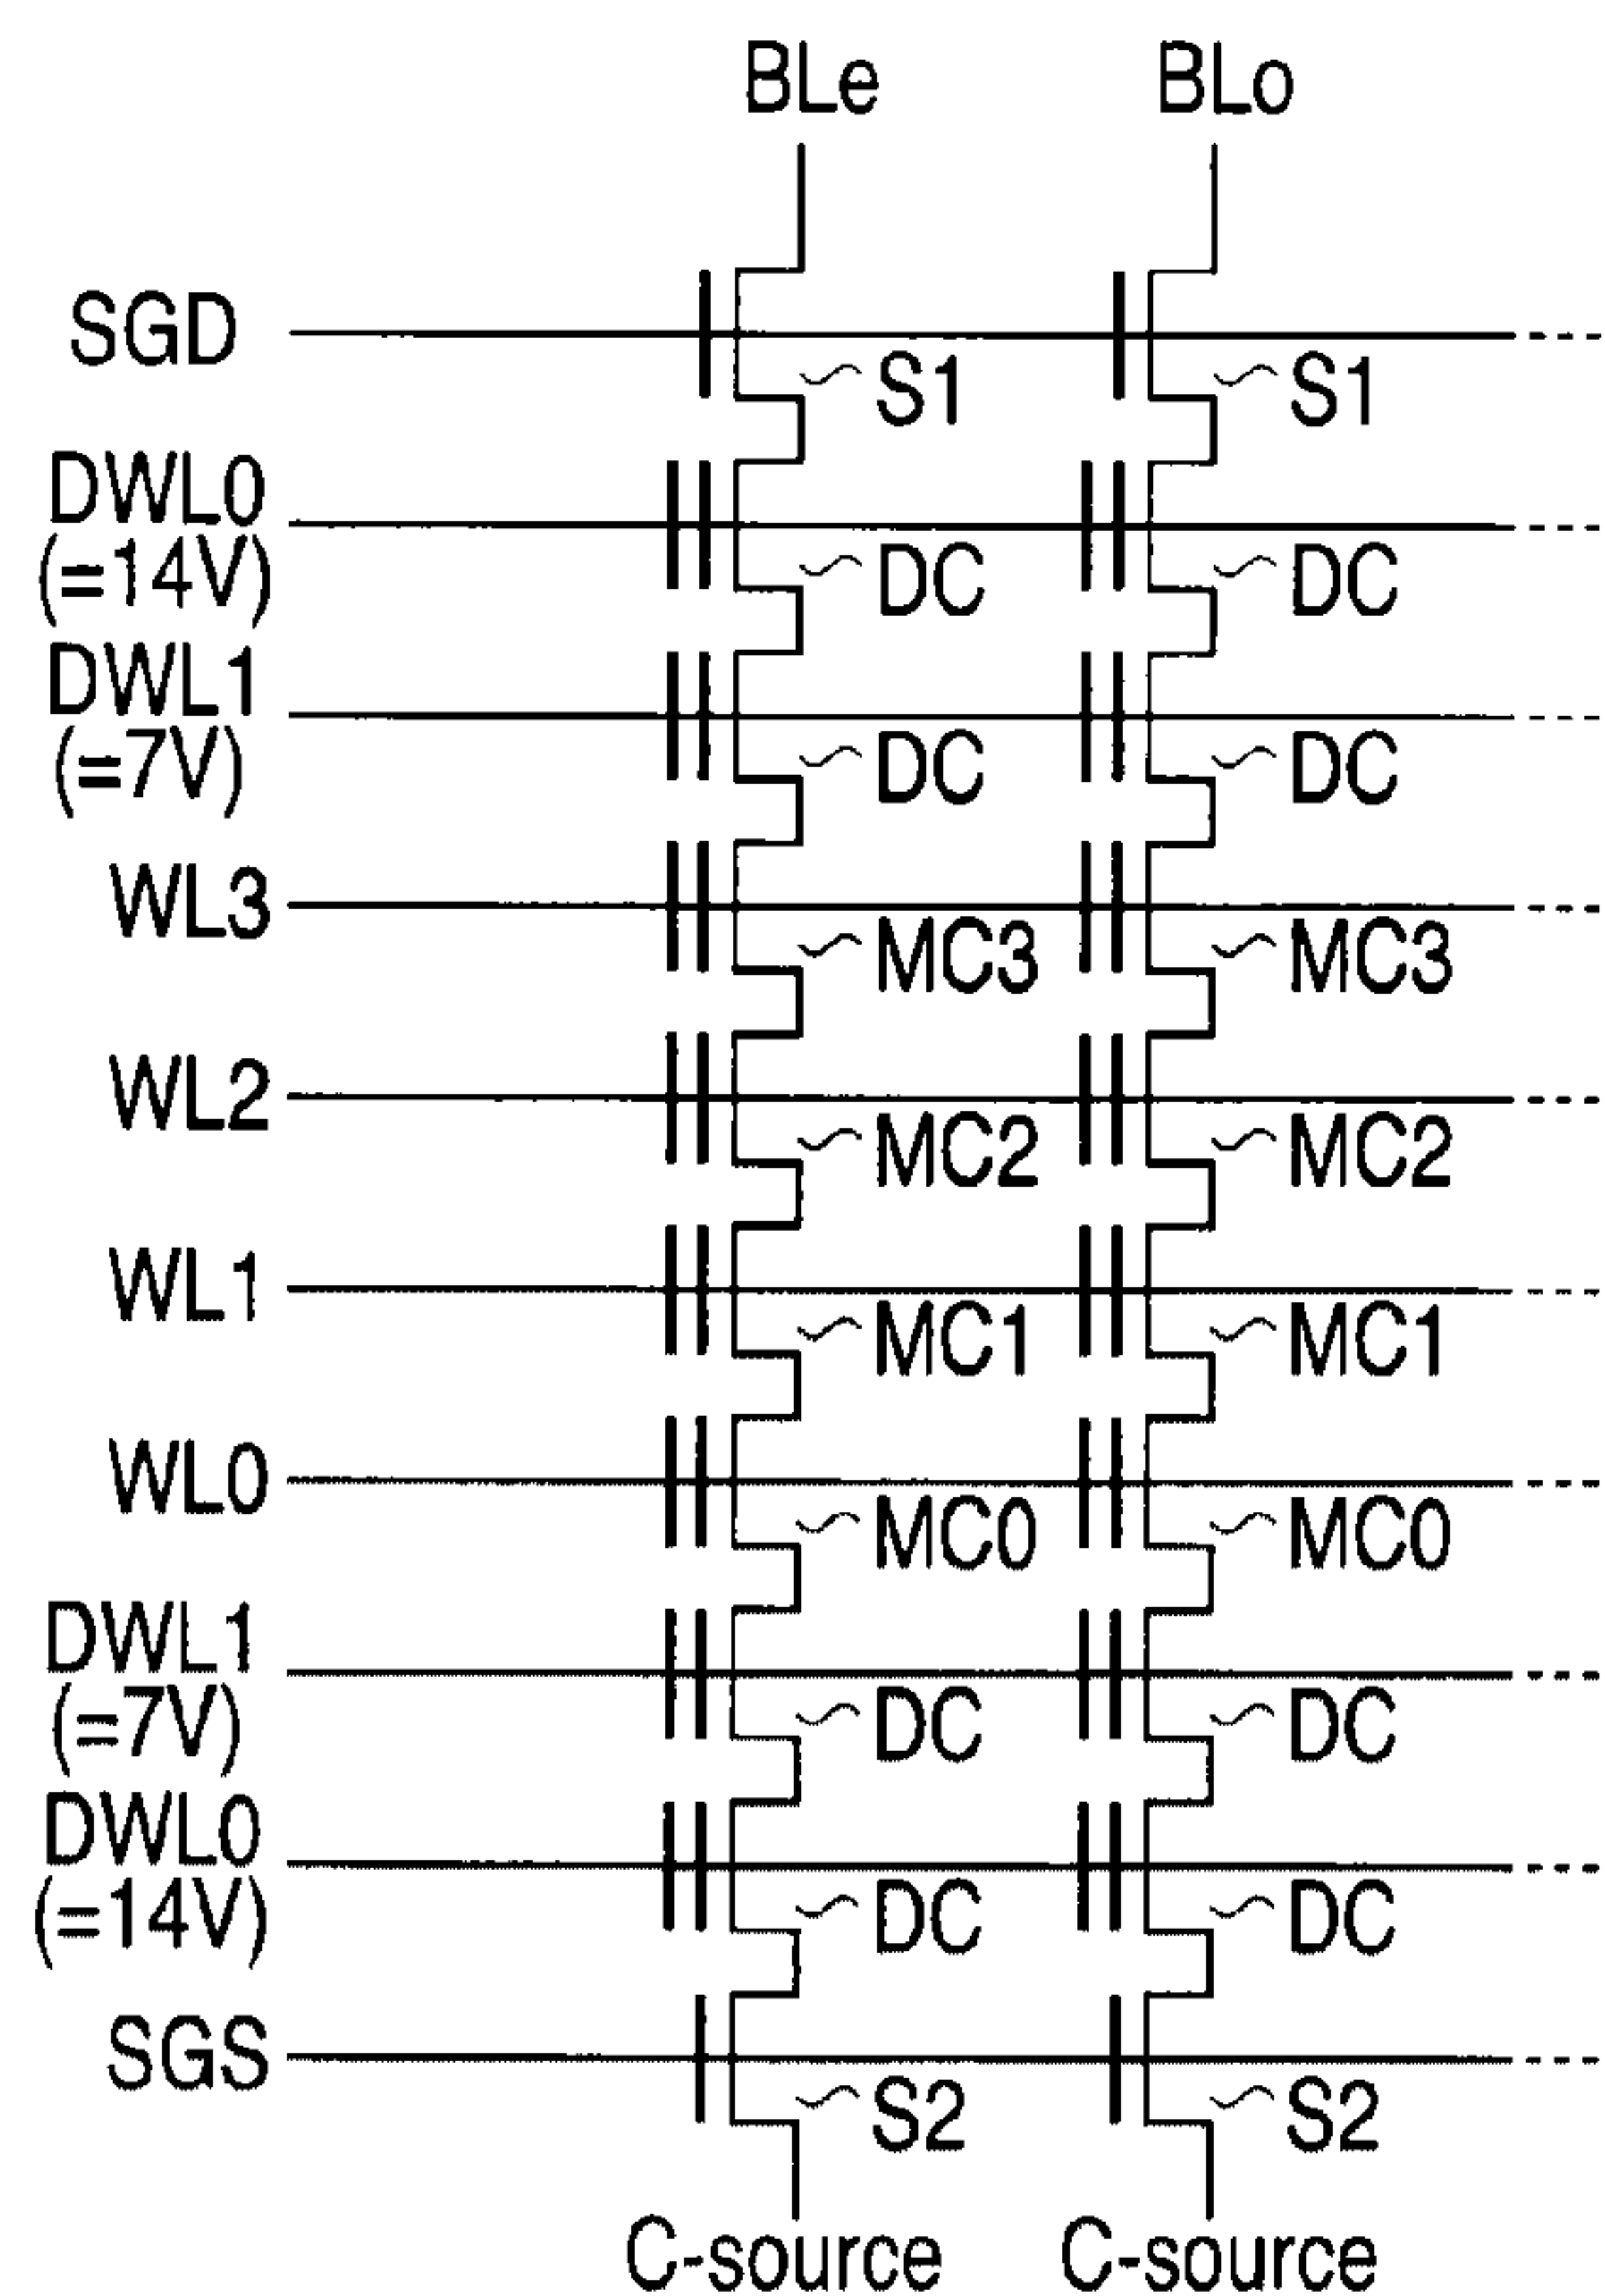 BLe BLo
SGD
S1 S1
DWL0
(=14V)
DC DC
DWL1
(=7V)
DC DC
WL3
MC3 MC3
WL2
MC2 MC2
WL1
MC1 MC1
WL0
MC0 MC0
DWL1
(=7V)
DC DC
DWL0
(=14V)
DC DC
SGS
S2 S2
C-source C-source